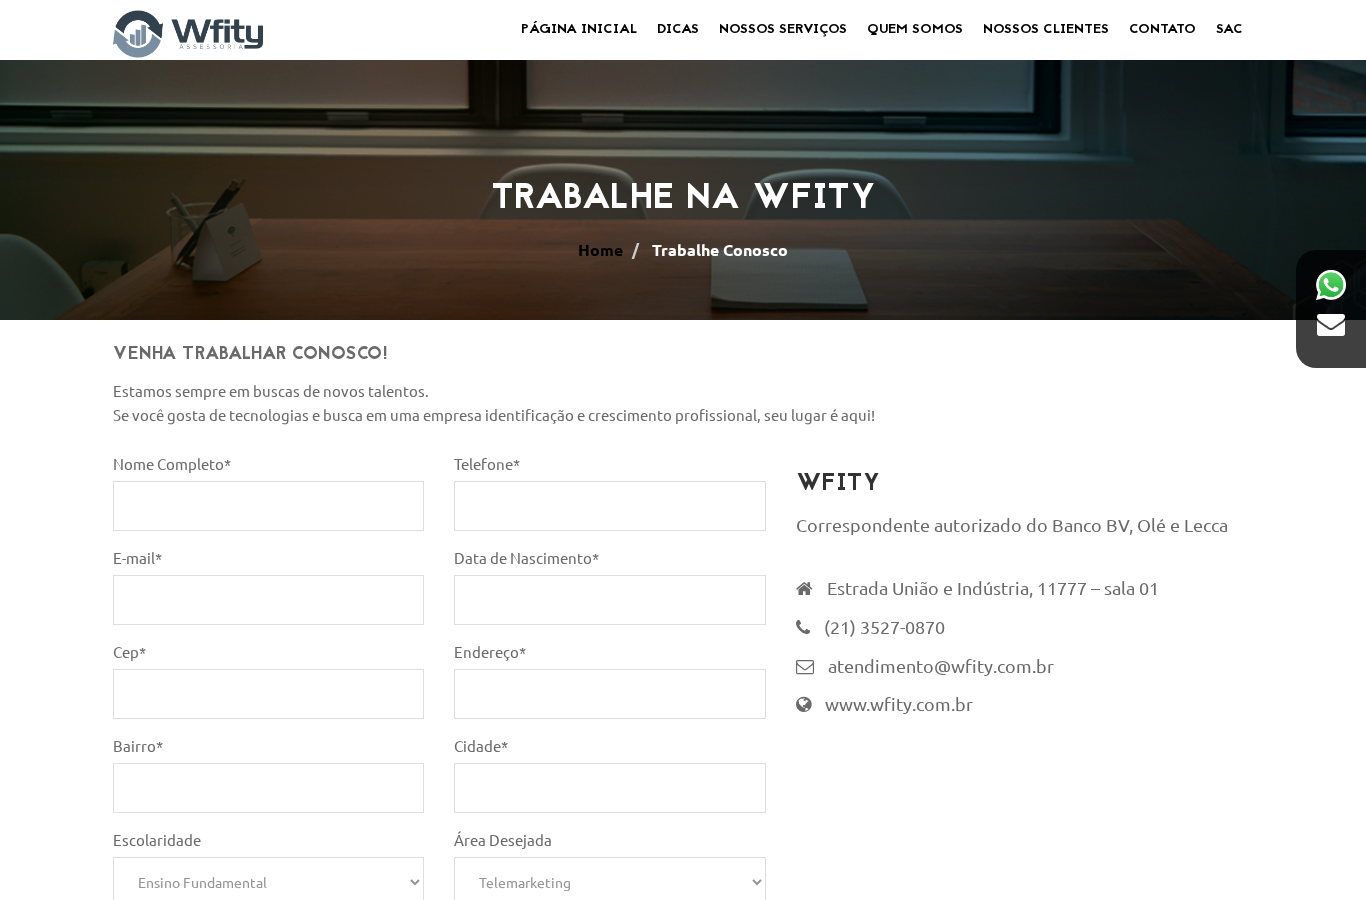 Wfity
ASSESSORIA
PÁGINA INICIAL
DICAS
NOSSOS SERVIÇOS
QUEM SOMOS
NOSSOS CLIENTES
CONTATO
SAC
TRABALHE NA WFITY
Home / Trabalhe Conosco
VENHA TRABALHAR CONOSCO!
Estamos sempre em buscas de novos talentos.
Se você gosta de tecnologias e busca em uma empresa identificação e crescimento profissional, seu lugar é aqui!
Nome Completo*
Telefone*
E-mail*
Data de Nascimento*
Cep*
Endereço*
Bairro*
Cidade*
Escolaridade
Área Desejada
Ensino Fundamental
Telemarketing
WFITY
Correspondente autorizado do Banco BV, Olé e Lecca
Estrada União e Indústria, 11777 – sala 01
(21) 3527-0870
atendimento@wfity.com.br
www.wfity.com.br